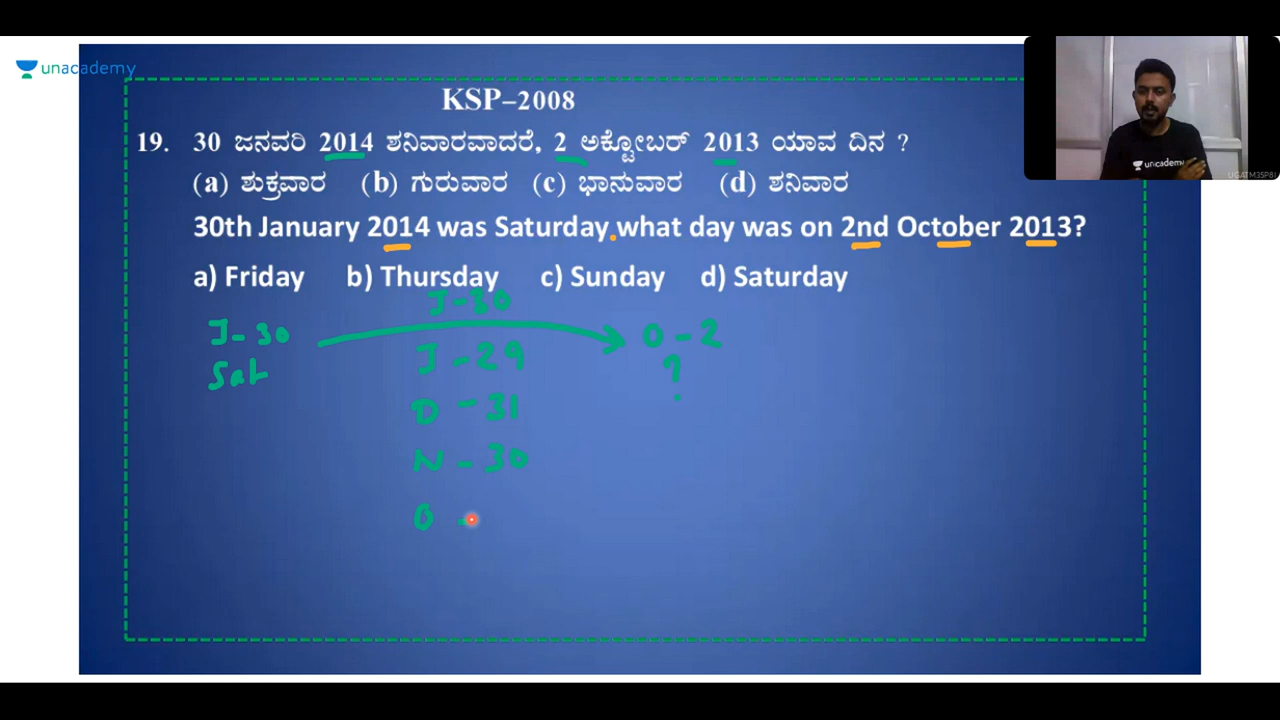 unacademy
KSP–2008
19. 30 ಜನವರಿ 2014 ಶನಿವಾರವಾದರೆ, 2 ಅಕ್ಟೋಬರ್ 2013 ಯಾವ ದಿನ ?
(a) ಶುಕ್ರವಾರ (b) ಗುರುವಾರ (c) ಭಾನುವಾರ (d) ಶನಿವಾರ
30th January 2014 was Saturday.what day was on 2nd October 2013?
a) Friday b) Thursday c) Sunday d) Saturday
J-30
J-30 O-2
Sat ?
J-29
D-31
N-30
O -
unacademy
UGATM35P8I